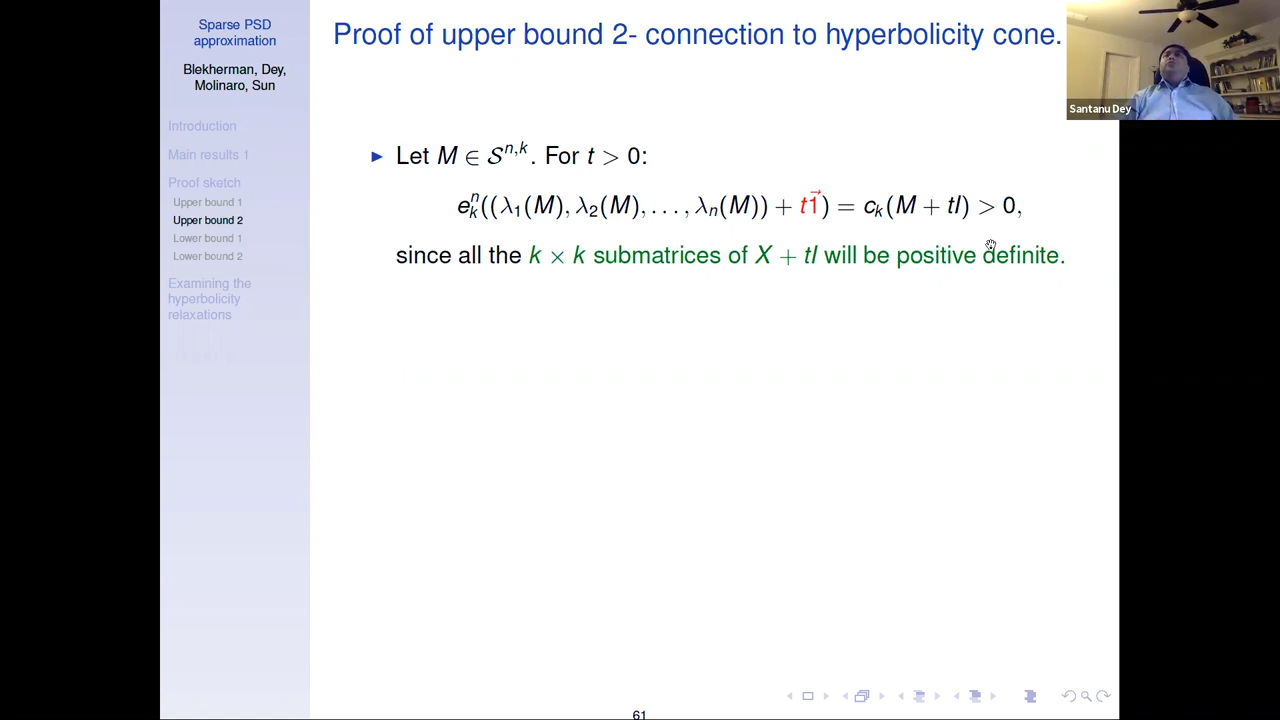 Sparse PSD
approximation
Blekherman, Dey,
Molinaro, Sun
Introduction
Main results 1
Proof sketch
Upper bound 1
Upper bound 2
Lower bound 1
Lower bound 2
Examining the
hyperbolicity
relaxations
Proof of upper bound 2- connection to hyperbolicity cone.
Santanu Dey
► Let M ∈ 𝒮^{n,k}. For t > 0:
e_k^n((λ_1(M), λ_2(M), . . . , λ_n(M)) + t\vec{1}) = c_k(M + tI) > 0,
since all the k × k submatrices of X + tI will be positive definite.
61